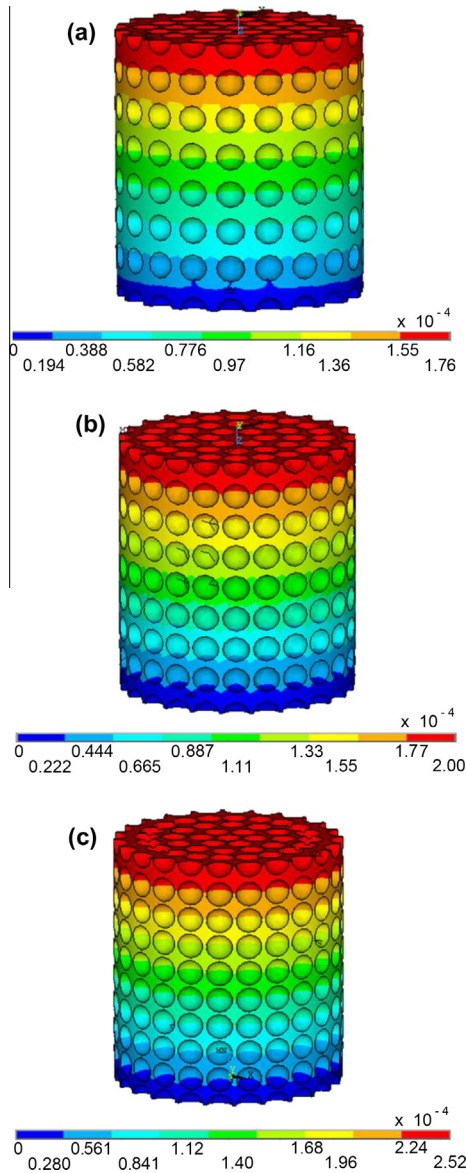 (a)
x 10⁻⁴
0 0.388 0.776 1.16 1.55
0.194 0.582 0.97 1.36 1.76
(b)
x 10⁻⁴
0 0.444 0.887 1.33 1.77
0.222 0.665 1.11 1.55 2.00
(c)
x 10⁻⁴
0 0.561 1.12 1.68 2.24
0.280 0.841 1.40 1.96 2.52